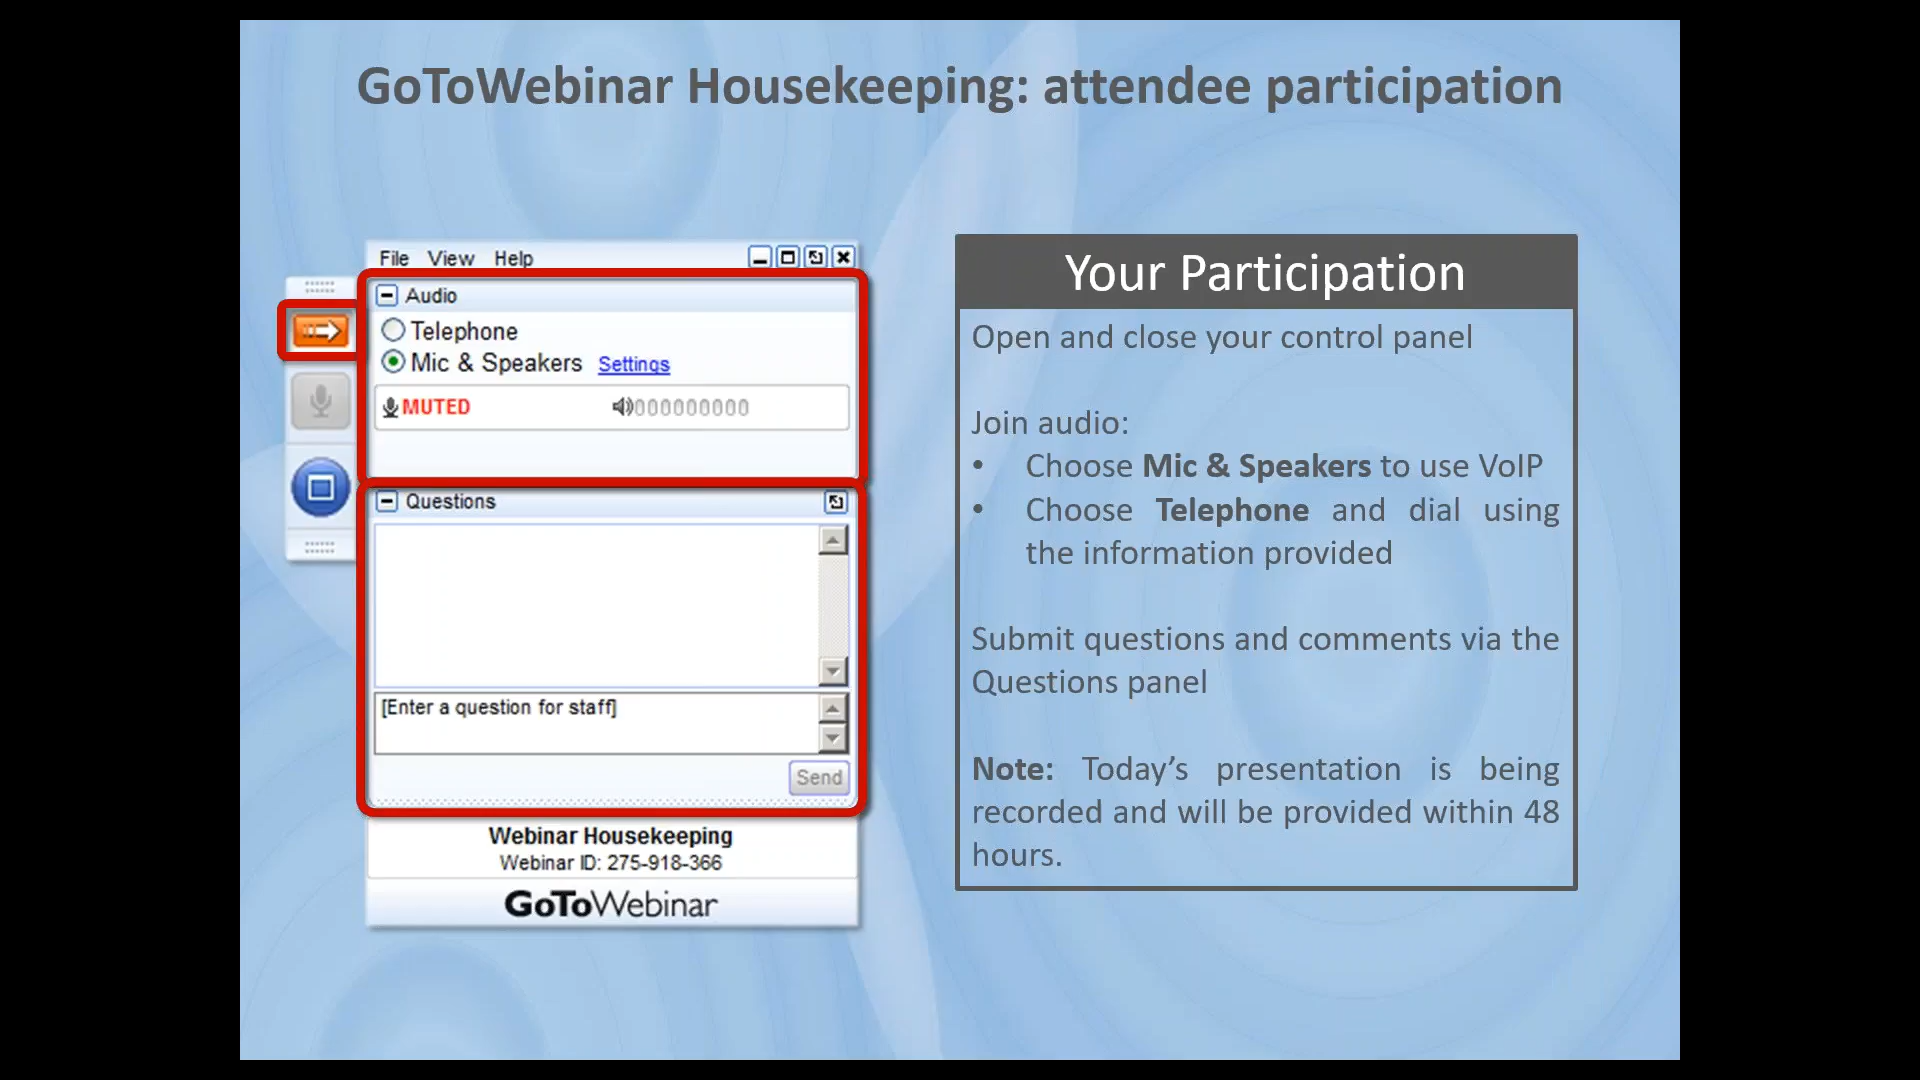 GoToWebinar Housekeeping: attendee participation
File View Help
Audio
Telephone
Mic & Speakers Settings
MUTED 000000000
Questions
[Enter a question for staff]
Send
Webinar Housekeeping
Webinar ID: 275-918-366
GoToWebinar
Your Participation
Open and close your control panel
Join audio:
• Choose Mic & Speakers to use VoIP
• Choose Telephone and dial using
the information provided
Submit questions and comments via the
Questions panel
Note: Today’s presentation is being
recorded and will be provided within 48
hours.